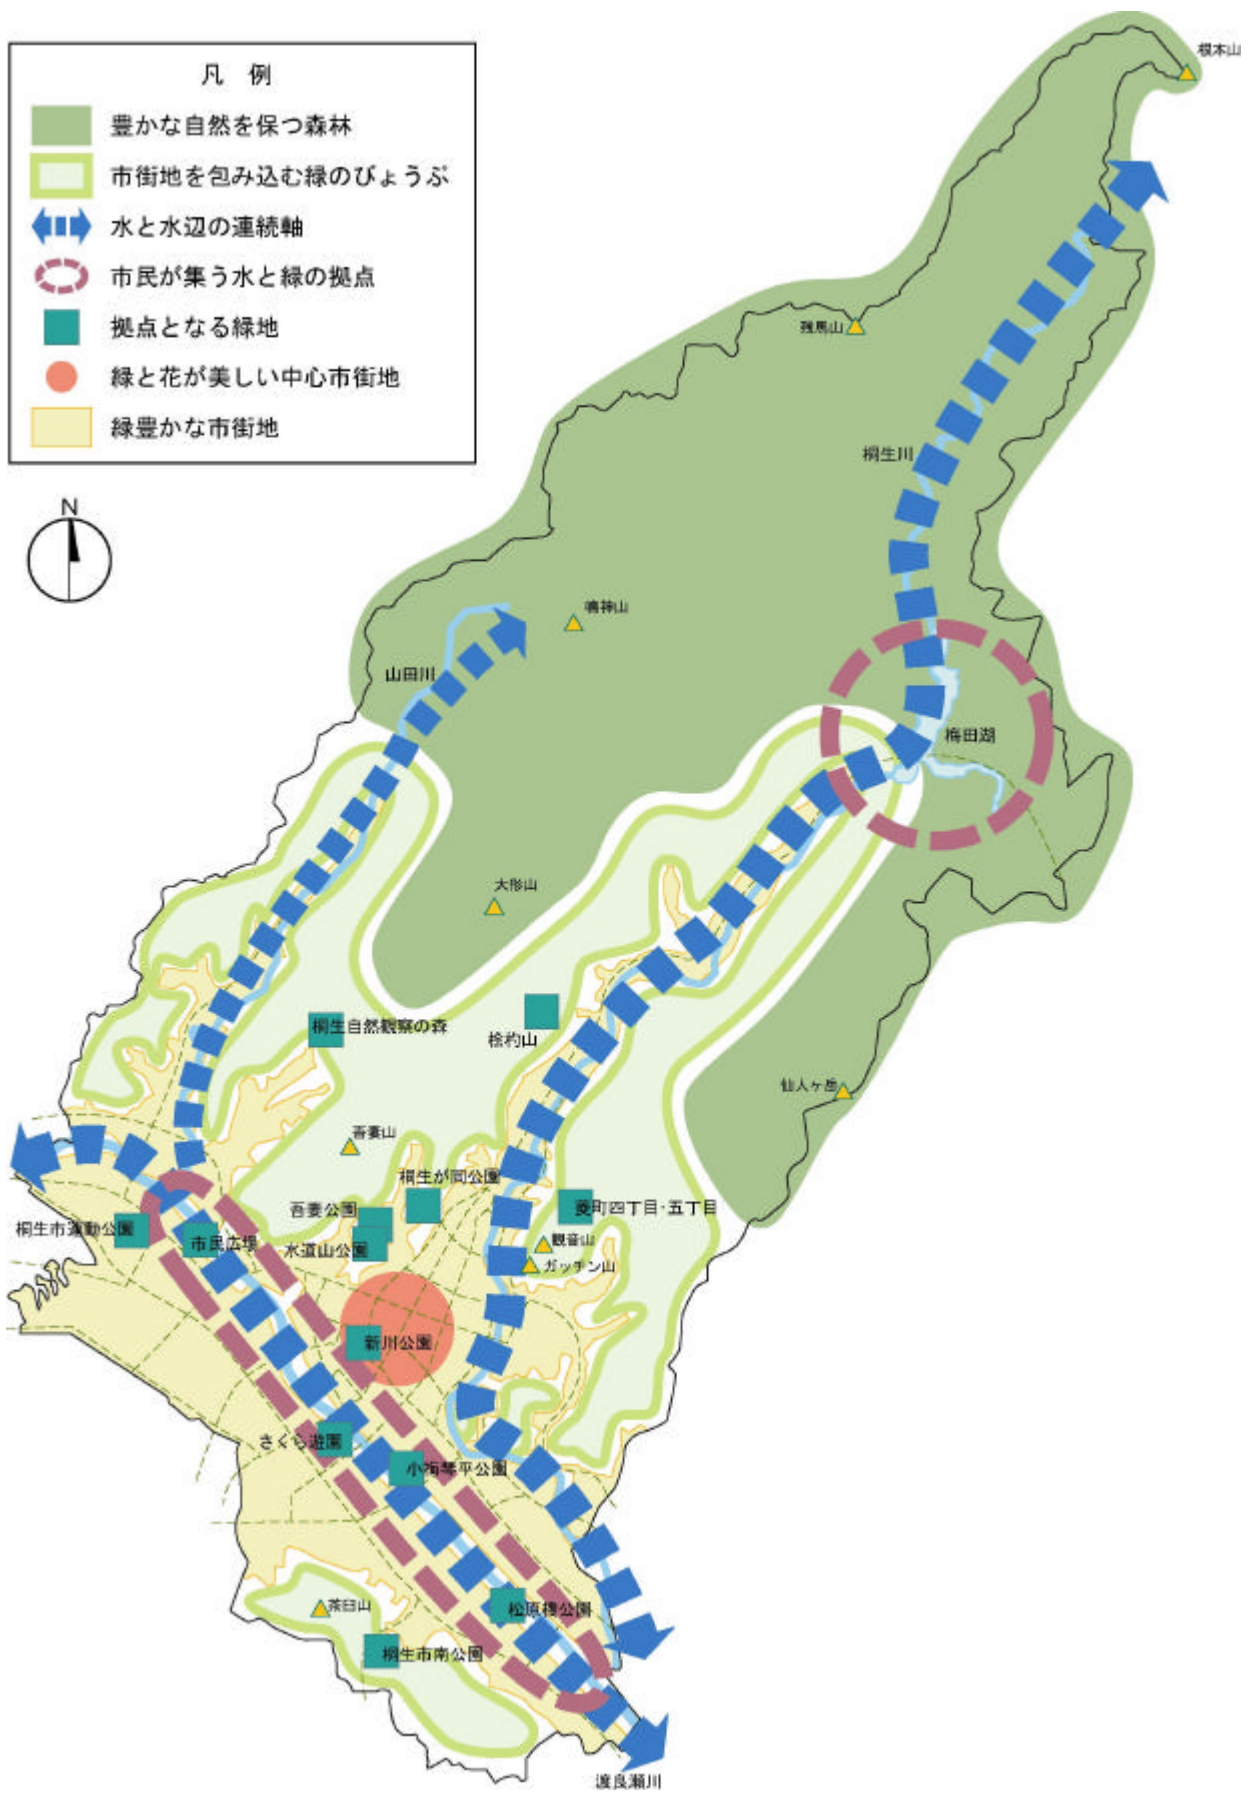 凡 例
豊かな自然を保つ森林
市街地を包み込む緑のびょうぶ
水と水辺の連続軸
市民が集う水と緑の拠点
拠点となる緑地
緑と花が美しい中心市街地
緑豊かな市街地
N
根本山
残馬山
桐生川
鳴神山
山田川
梅田湖
大形山
桐生自然観察の森
桧杓山
仙人ヶ岳
吾妻山
桐生が岡公園
吾妻公園
菱町四丁目・五丁目
桐生市運動公園
市民広場
水道山公園
観音山
ガッチン山
新川公園
さくら遊園
小梅琴平公園
茶臼山
松原橋公園
桐生市南公園
渡良瀬川